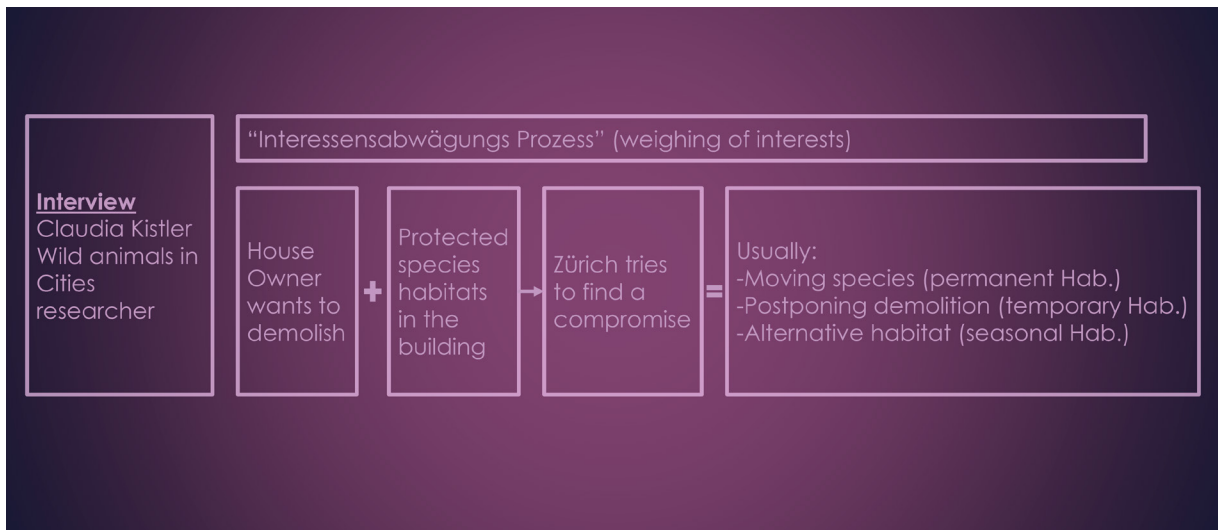 Interview
Claudia Kistler
Wild animals in
Cities
researcher
“Interessensabwägungs Prozess” (weighing of interests)
House
Owner
wants to
demolish
+
Protected
species
habitats
in the
building
Zürich tries
to find a
compromise
=
Usually:
-Moving species (permanent Hab.)
-Postponing demolition (temporary Hab.)
-Alternative habitat (seasonal Hab.)